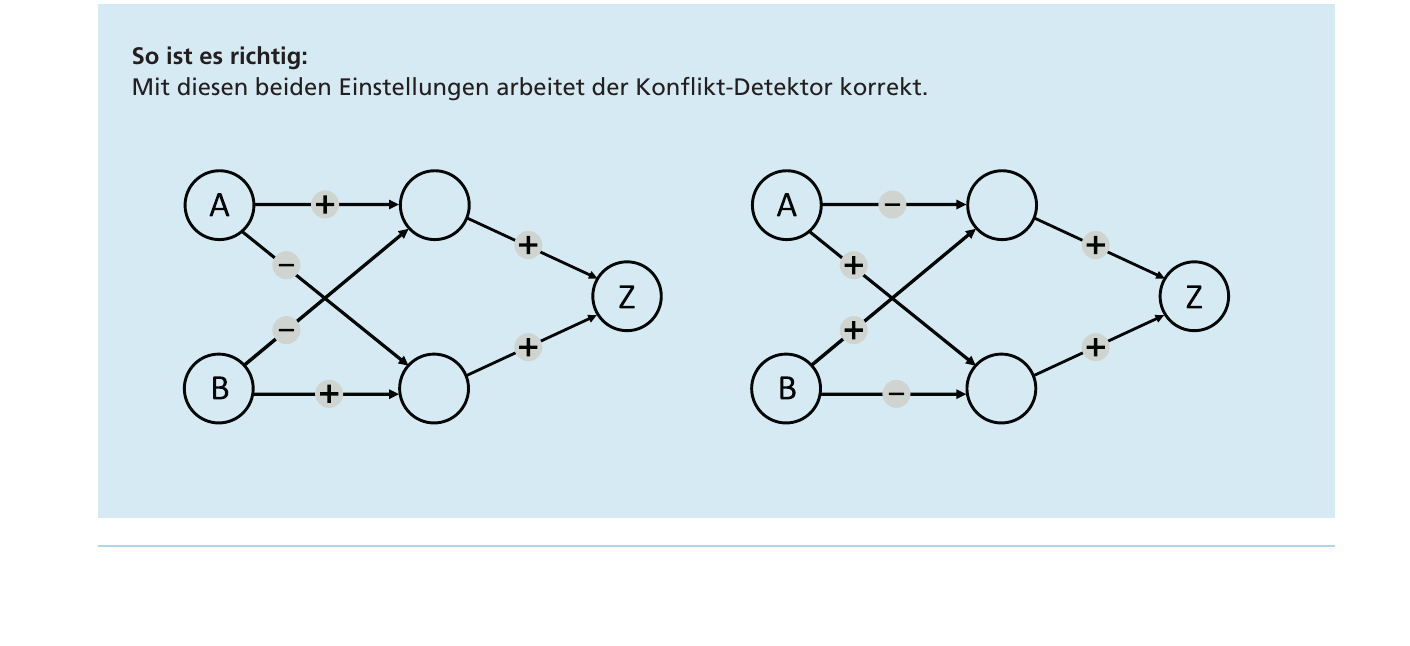 So ist es richtig:
Mit diesen beiden Einstellungen arbeitet der Konflikt-Detektor korrekt.
A + A −
− + + +
Z Z
− + + +
B + B −